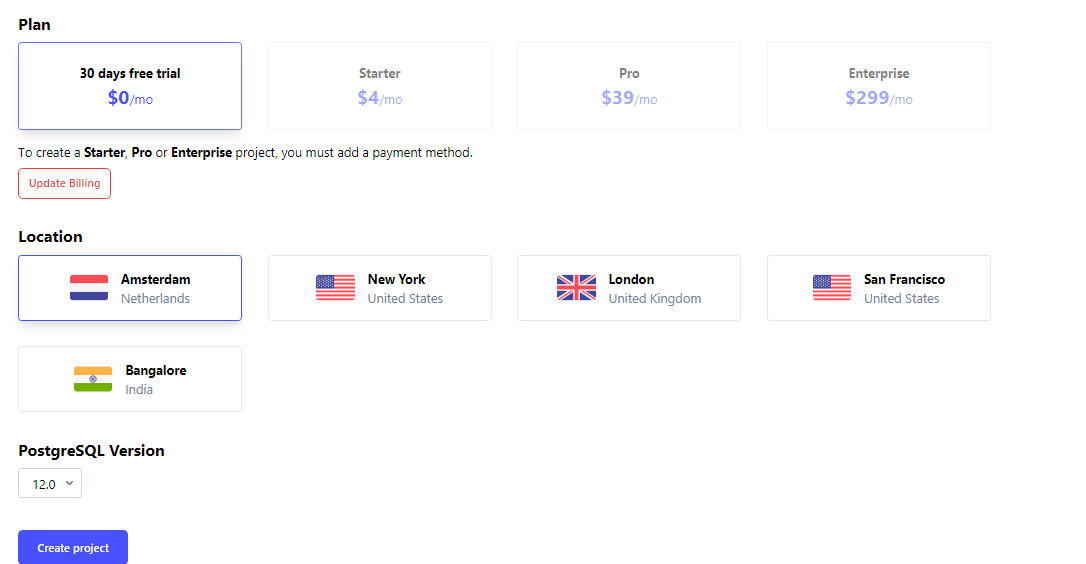 Plan
30 days free trial
$0/mo
Starter
$4/mo
Pro
$39/mo
Enterprise
$299/mo
To create a Starter, Pro or Enterprise project, you must add a payment method.
Update Billing
Location
Amsterdam
Netherlands
New York
United States
London
United Kingdom
San Francisco
United States
Bangalore
India
PostgreSQL Version
12.0
Create project